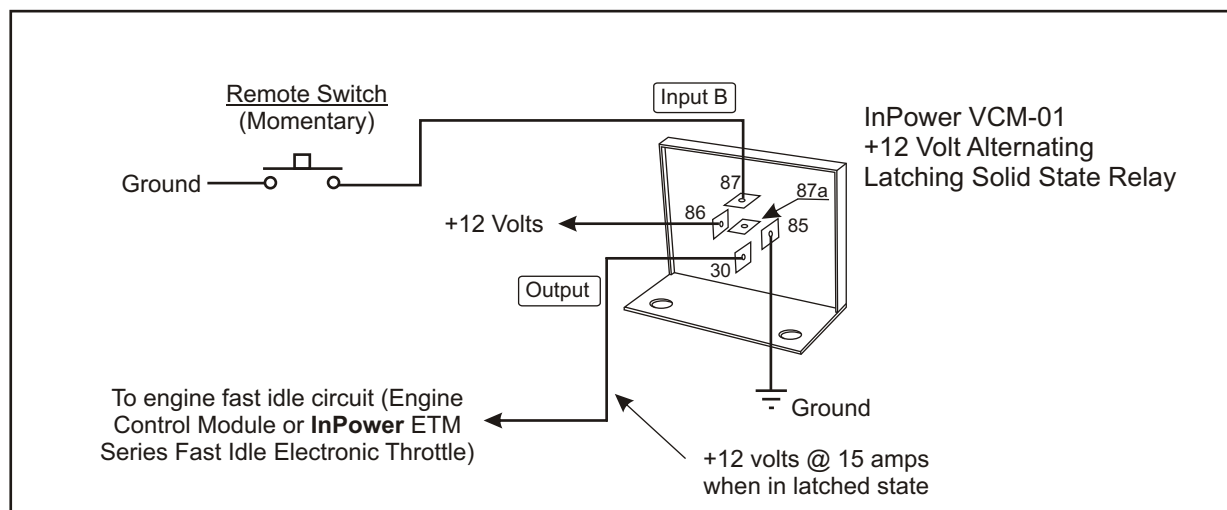 Remote Switch
(Momentary)
Input B
InPower VCM-01
+12 Volt Alternating
Latching Solid State Relay
Ground
87
87a
86
85
+12 Volts
30
Output
To engine fast idle circuit (Engine
Control Module or InPower ETM
Series Fast Idle Electronic Throttle)
Ground
+12 volts @ 15 amps
when in latched state